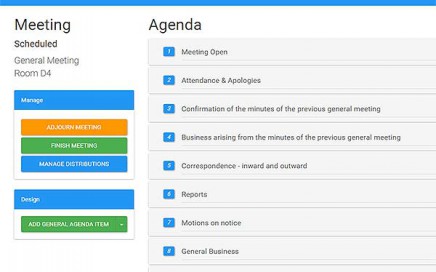 Meeting
Scheduled
General Meeting
Room D4
Manage
ADJOURN MEETING
FINISH MEETING
MANAGE DISTRIBUTIONS
Design
ADD GENERAL AGENDA ITEM
Agenda
1 Meeting Open
2 Attendance & Apologies
3 Confirmation of the minutes of the previous general meeting
4 Business arising from the minutes of the previous general meeting
5 Correspondence - inward and outward
6 Reports
7 Motions on notice
8 General Business